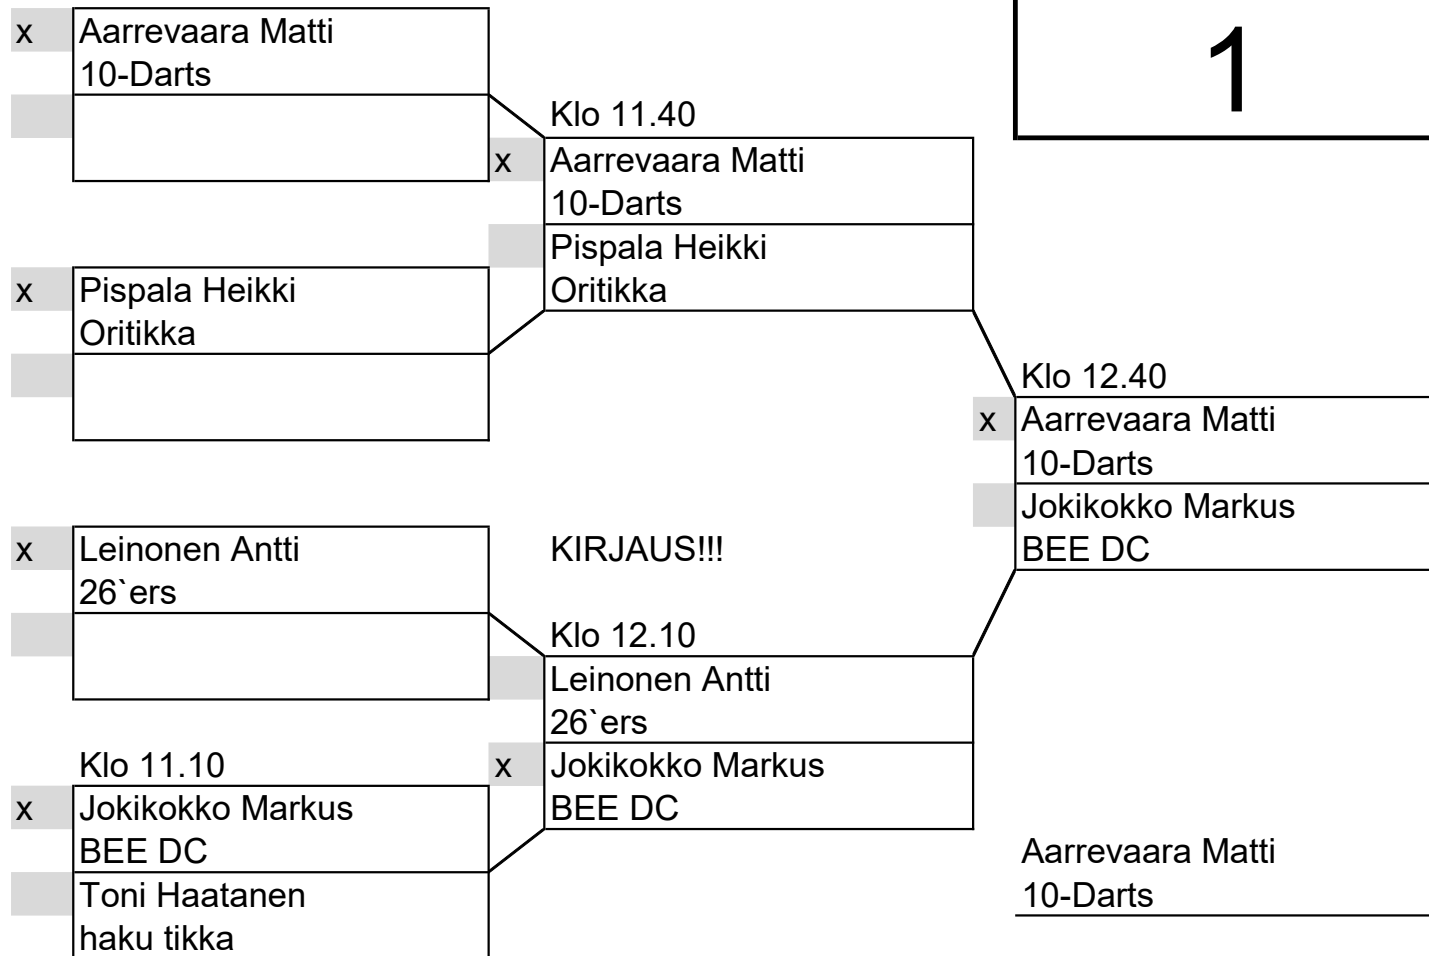 x Aarrevaara Matti
10-Darts
1
Klo 11.40
x Aarrevaara Matti
10-Darts
Pispala Heikki
Oritikka
x Pispala Heikki
Oritikka
Klo 12.40
x Aarrevaara Matti
10-Darts
Jokikokko Markus
BEE DC
x Leinonen Antti
26`ers
KIRJAUS!!!
Klo 12.10
Leinonen Antti
26`ers
x Jokikokko Markus
BEE DC
Klo 11.10
x Jokikokko Markus
BEE DC
Toni Haatanen
haku tikka
Aarrevaara Matti
10-Darts